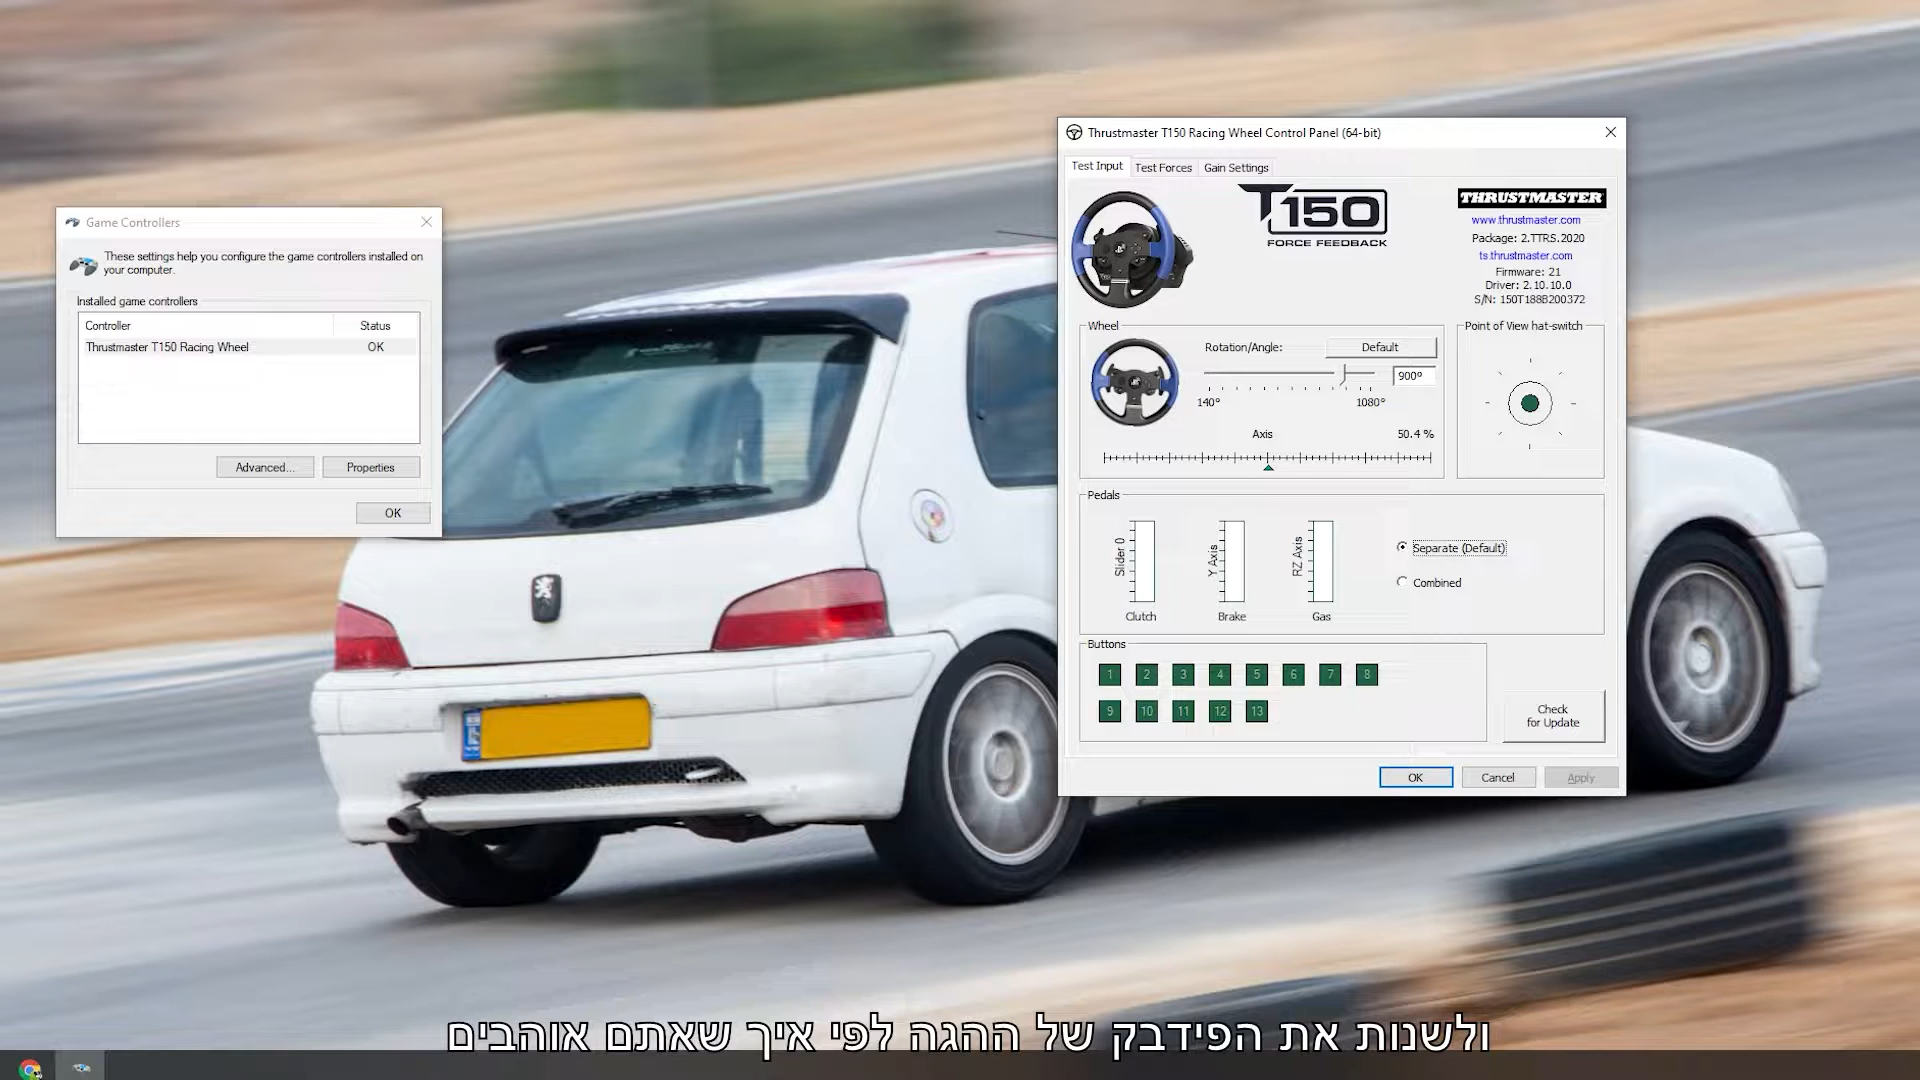 Game Controllers
These settings help you configure the game controllers installed on
your computer.
Installed game controllers
Controller Status
Thrustmaster T150 Racing Wheel OK
Advanced... Properties
OK
Thrustmaster T150 Racing Wheel Control Panel (64-bit)
Test Input Test Forces Gain Settings
T150
FORCE FEEDBACK
THRUSTMASTER
www.thrustmaster.com
Package: 2.TTRS.2020
ts.thrustmaster.com
Firmware: 21
Driver: 2.10.10.0
S/N: 150T188B200372
Wheel
Rotation/Angle: Default
900°
140° 1080°
Axis 50.4 %
Point of View hat-switch
Pedals
Slider 0
Y Axis
RZ Axis
Clutch Brake Gas
Separate (Default)
Combined
Buttons
1 2 3 4 5 6 7 8
9 10 11 12 13
Check
for Update
OK Cancel Apply
ולשנות את הפידבק של ההגה לפי איך שאתם אוהבים